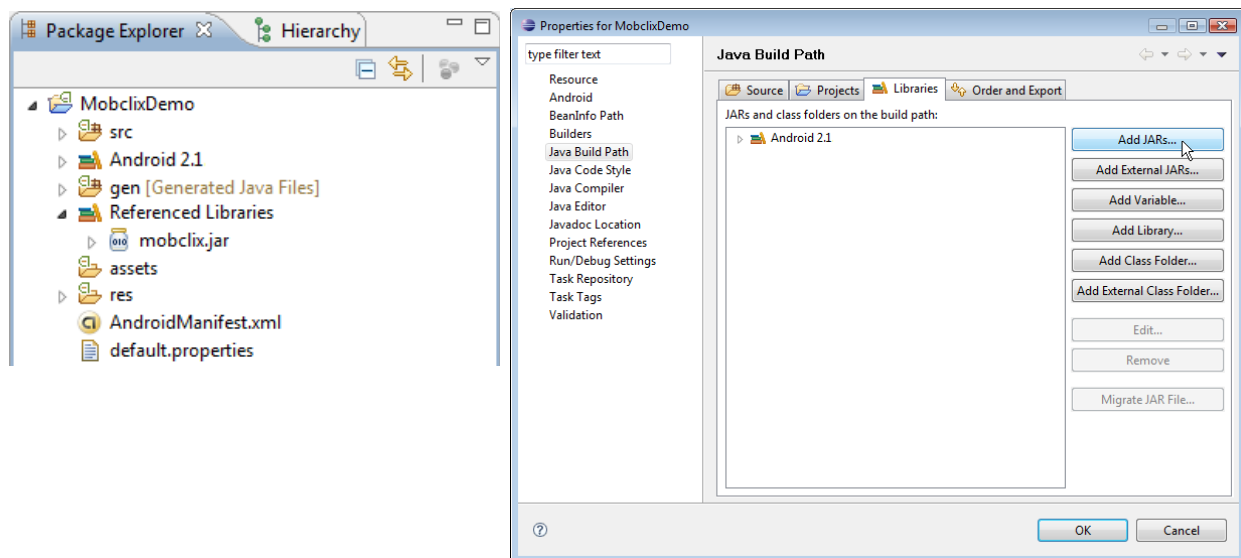 Package Explorer
Hierarchy
MobclixDemo
src
Android 2.1
gen [Generated Java Files]
Referenced Libraries
010
mobclix.jar
assets
res
AndroidManifest.xml
default.properties
Properties for MobclixDemo
type filter text
Resource
Android
BeanInfo Path
Builders
Java Build Path
Java Code Style
Java Compiler
Java Editor
Javadoc Location
Project References
Run/Debug Settings
Task Repository
Task Tags
Validation
Java Build Path
Source
Projects
Libraries
Order and Export
JARs and class folders on the build path:
Android 2.1
Add JARs...
Add External JARs...
Add Variable...
Add Library...
Add Class Folder...
Add External Class Folder...
Edit...
Remove
Migrate JAR File...
OK
Cancel